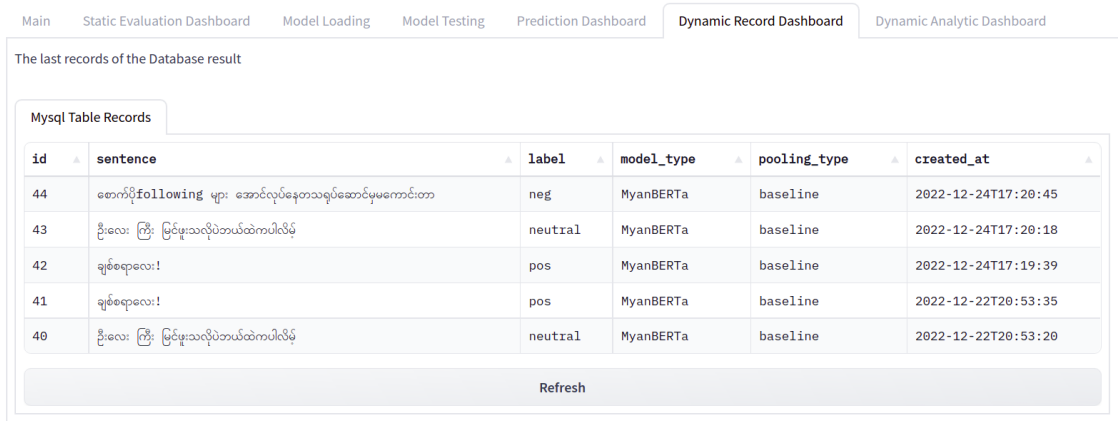 Main Static Evaluation Dashboard Model Loading Model Testing Prediction Dashboard Dynamic Record Dashboard Dynamic Analytic Dashboard
The last records of the Database result
Mysql Table Records
id sentence label model_type pooling_type created_at
44 စောက်ပိုfollowing များ အောင်လုပ်နေတသရုပ်ဆောင်မှမကောင်းတာ neg MyanBERTa baseline 2022-12-24T17:20:45
43 ဦးလေး ကြီး မြင်ဖူးသလိုပဲဘယ်ထဲကပါလိမ့် neutral MyanBERTa baseline 2022-12-24T17:20:18
42 ချစ်စရာလေး! pos MyanBERTa baseline 2022-12-24T17:19:39
41 ချစ်စရာလေး! pos MyanBERTa baseline 2022-12-22T20:53:35
40 ဦးလေး ကြီး မြင်ဖူးသလိုပဲဘယ်ထဲကပါလိမ့် neutral MyanBERTa baseline 2022-12-22T20:53:20
Refresh